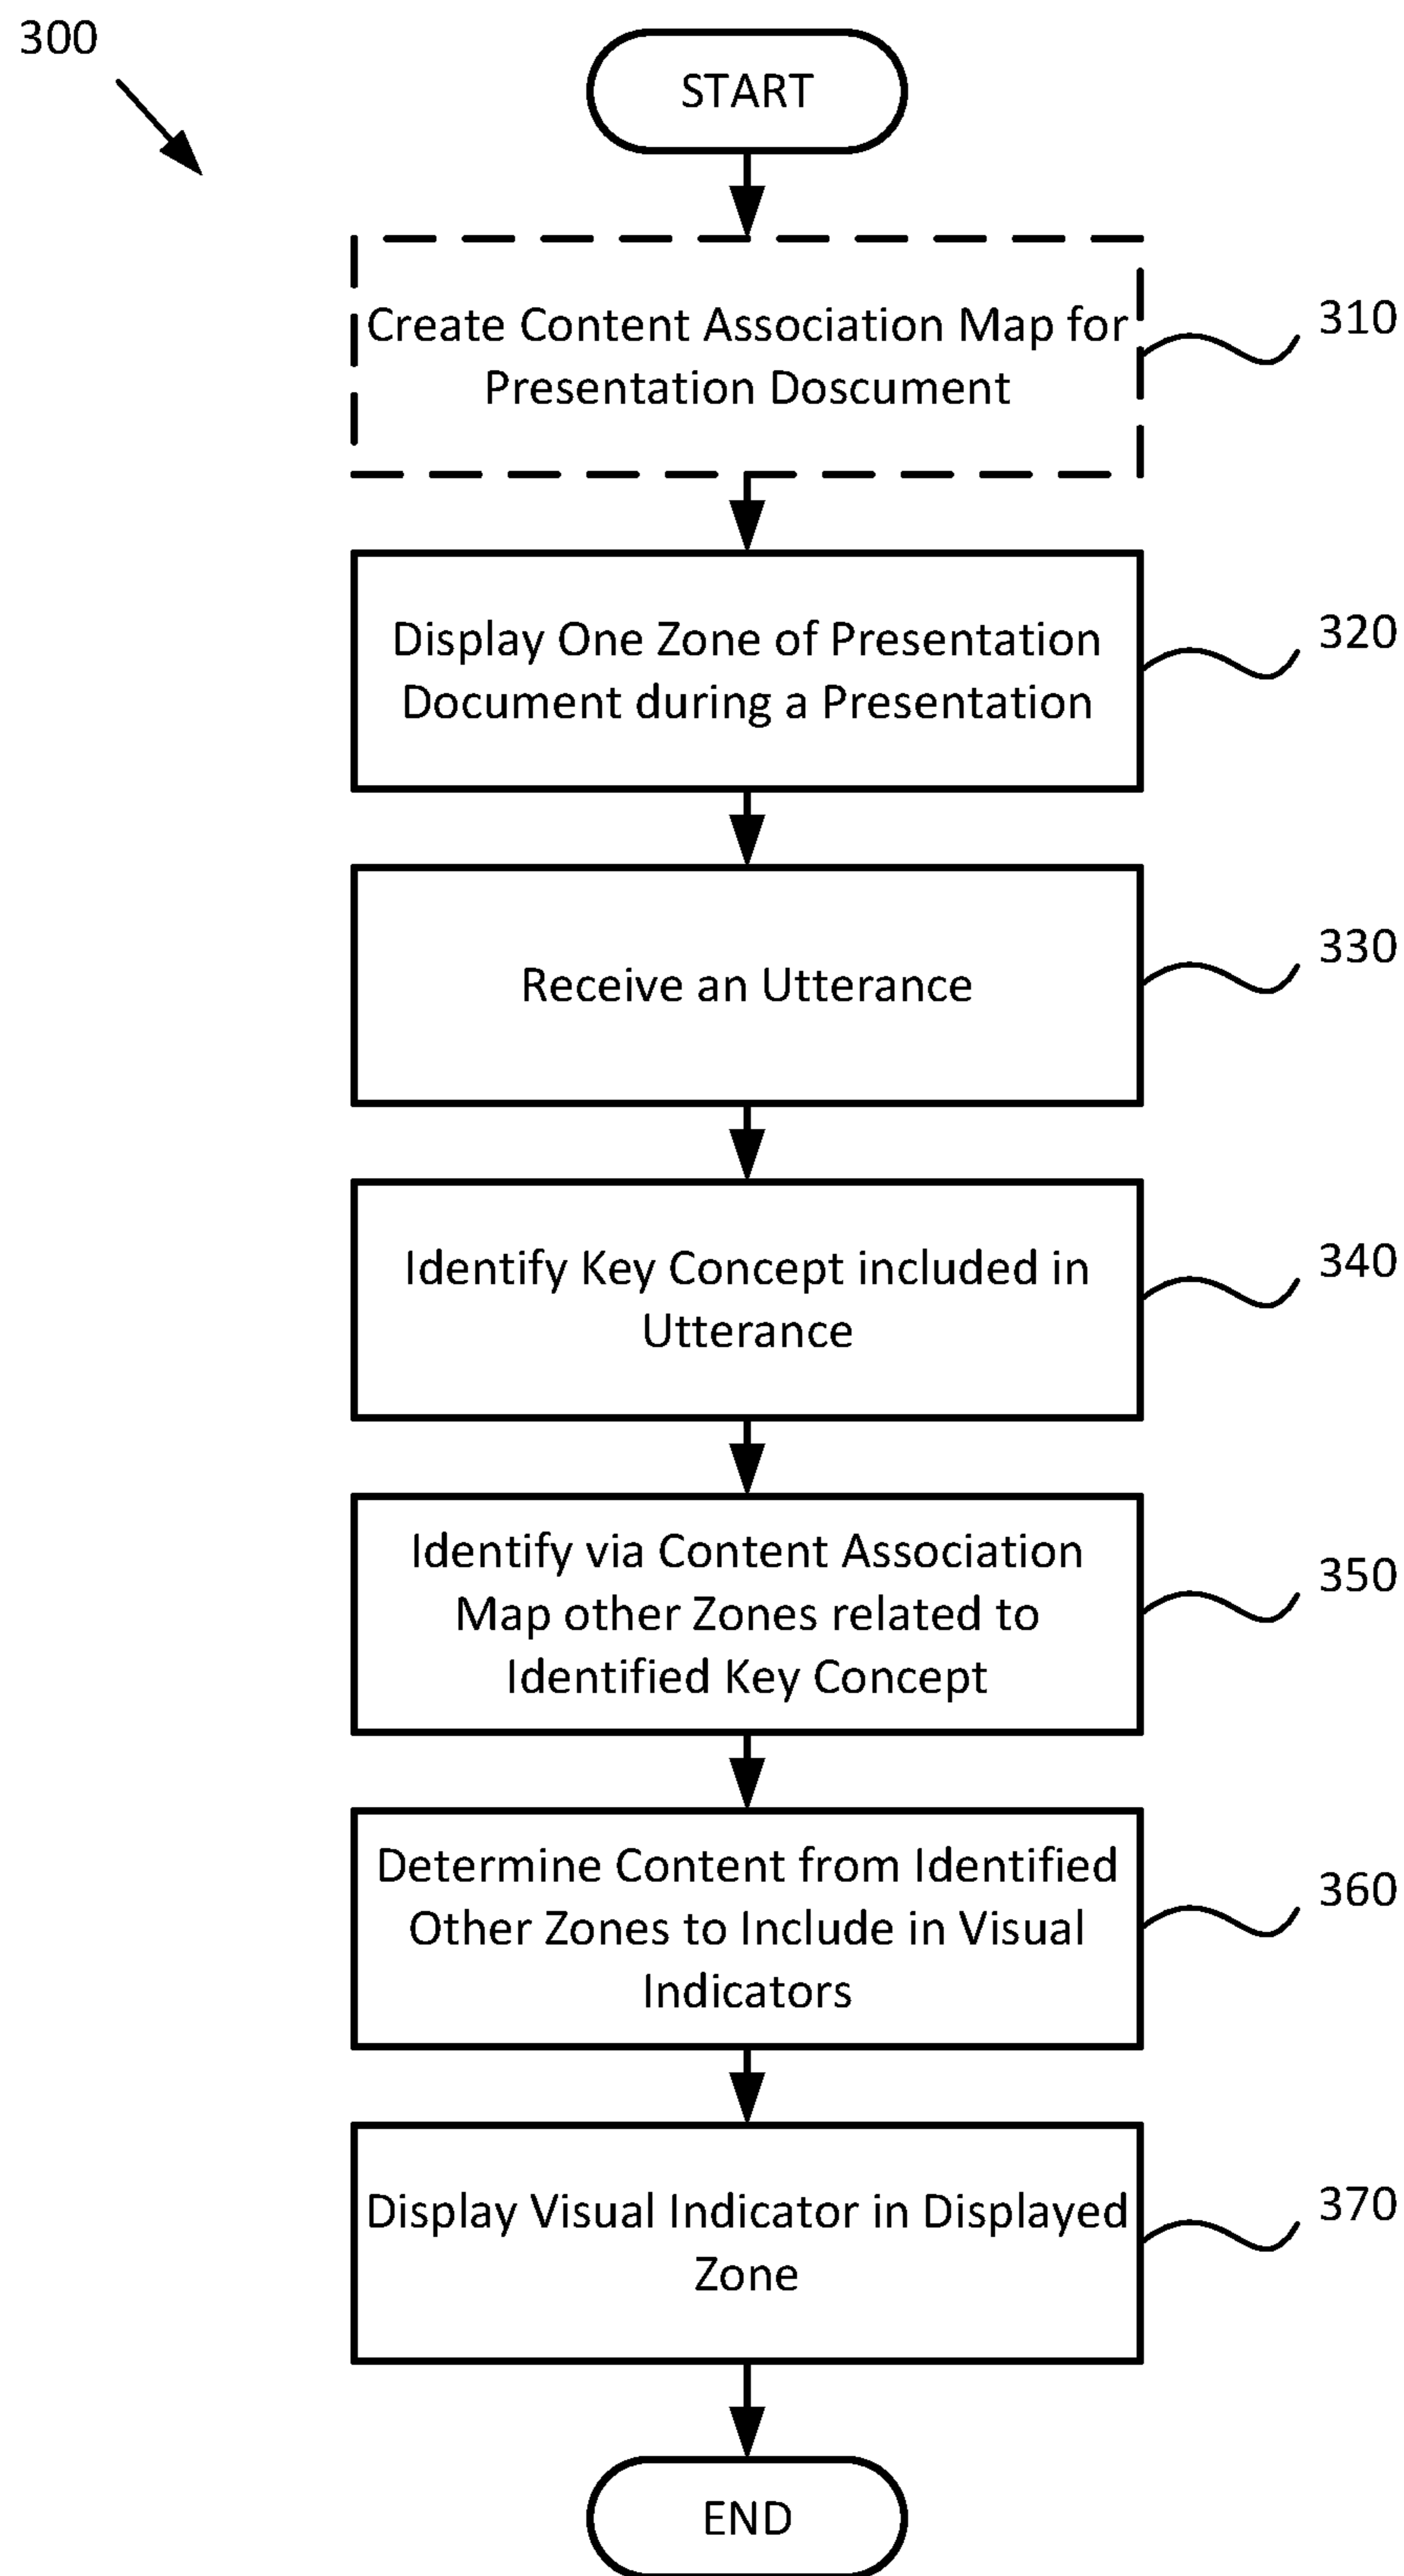 300
START
Create Content Association Map for
Presentation Doscument
310
Display One Zone of Presentation
Document during a Presentation
320
Receive an Utterance
330
Identify Key Concept included in
Utterance
340
Identify via Content Association
Map other Zones related to
Identified Key Concept
350
Determine Content from Identified
Other Zones to Include in Visual
Indicators
360
Display Visual Indicator in Displayed
Zone
370
END